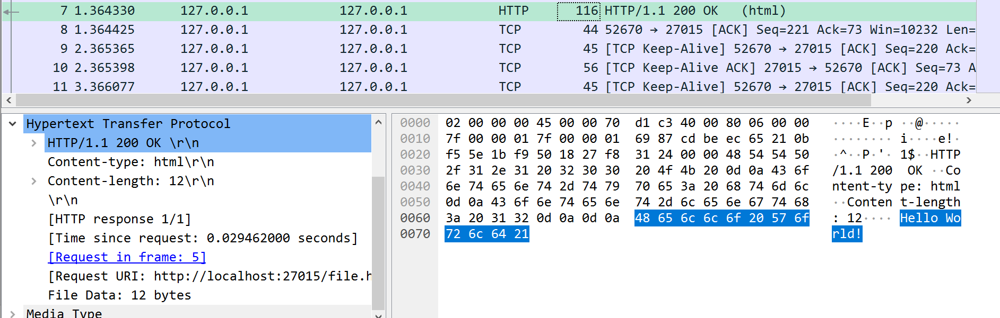 7 1.364330 127.0.0.1 127.0.0.1 HTTP 116 HTTP/1.1 200 OK (html)
8 1.364425 127.0.0.1 127.0.0.1 TCP 44 52670 → 27015 [ACK] Seq=221 Ack=73 Win=10232 Len=
9 2.365365 127.0.0.1 127.0.0.1 TCP 45 [TCP Keep-Alive] 52670 → 27015 [ACK] Seq=220 Ack=
10 2.365398 127.0.0.1 127.0.0.1 TCP 56 [TCP Keep-Alive ACK] 27015 → 52670 [ACK] Seq=73 A
11 3.366077 127.0.0.1 127.0.0.1 TCP 45 [TCP Keep-Alive] 52670 → 27015 [ACK] Seq=220 Ack=
Hypertext Transfer Protocol
HTTP/1.1 200 OK \r\n
Content-type: html\r\n
Content-length: 12\r\n
\r\n
[HTTP response 1/1]
[Time since request: 0.029462000 seconds]
[Request in frame: 5]
[Request URI: http://localhost:27015/file.h
File Data: 12 bytes
Media Type
0000 02 00 00 00 45 00 00 70 d1 c3 40 00 80 06 00 00 ····E··p ··@·····
0010 7f 00 00 01 7f 00 00 01 69 87 cd be ec 65 21 0b ········ i····e!·
0020 f5 5e 1b f9 50 18 27 f8 31 24 00 00 48 54 54 50 ·^··P·'· 1$··HTTP
0030 2f 31 2e 31 20 32 30 30 20 4f 4b 20 0d 0a 43 6f /1.1 200 OK ··Co
0040 6e 74 65 6e 74 2d 74 79 70 65 3a 20 68 74 6d 6c ntent-ty pe: html
0050 0d 0a 43 6f 6e 74 65 6e 74 2d 6c 65 6e 67 74 68 ··Conten t-length
0060 3a 20 31 32 0d 0a 0d 0a 48 65 6c 6c 6f 20 57 6f : 12···· Hello Wo
0070 72 6c 64 21 rld!